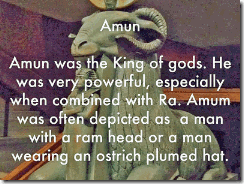 Amun
Amun was the King of gods. He
was very powerful, especially
when combined with Ra. Amum
was often depicted as  a man
with a ram head or a man
wearing an ostrich plumed hat.